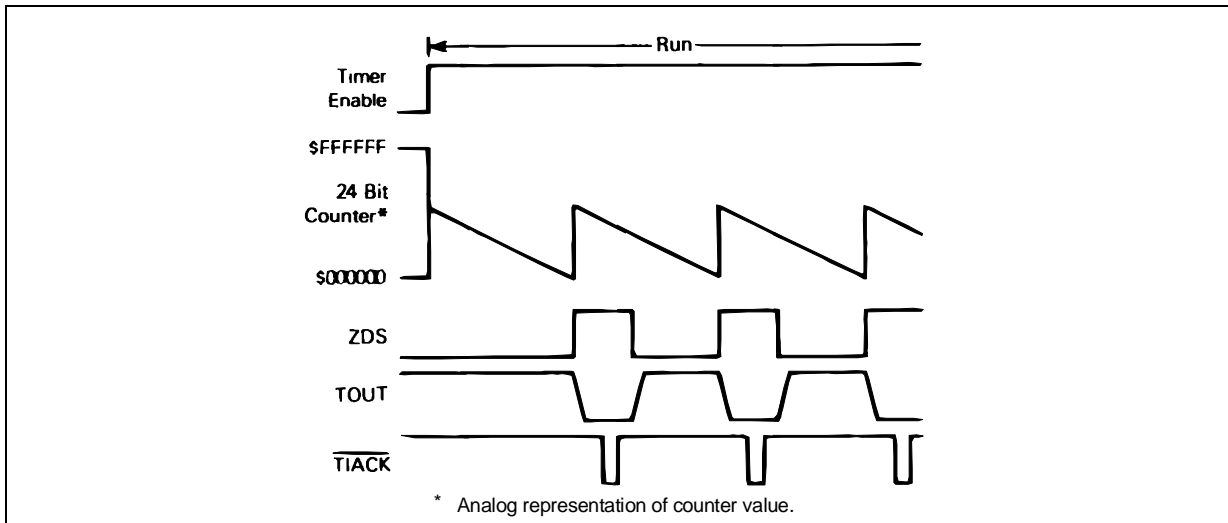 Run
Timer
Enable
$FFFFFF
24 Bit
Counter*
$000000
ZDS
TOUT
TIACK
* Analog representation of counter value.